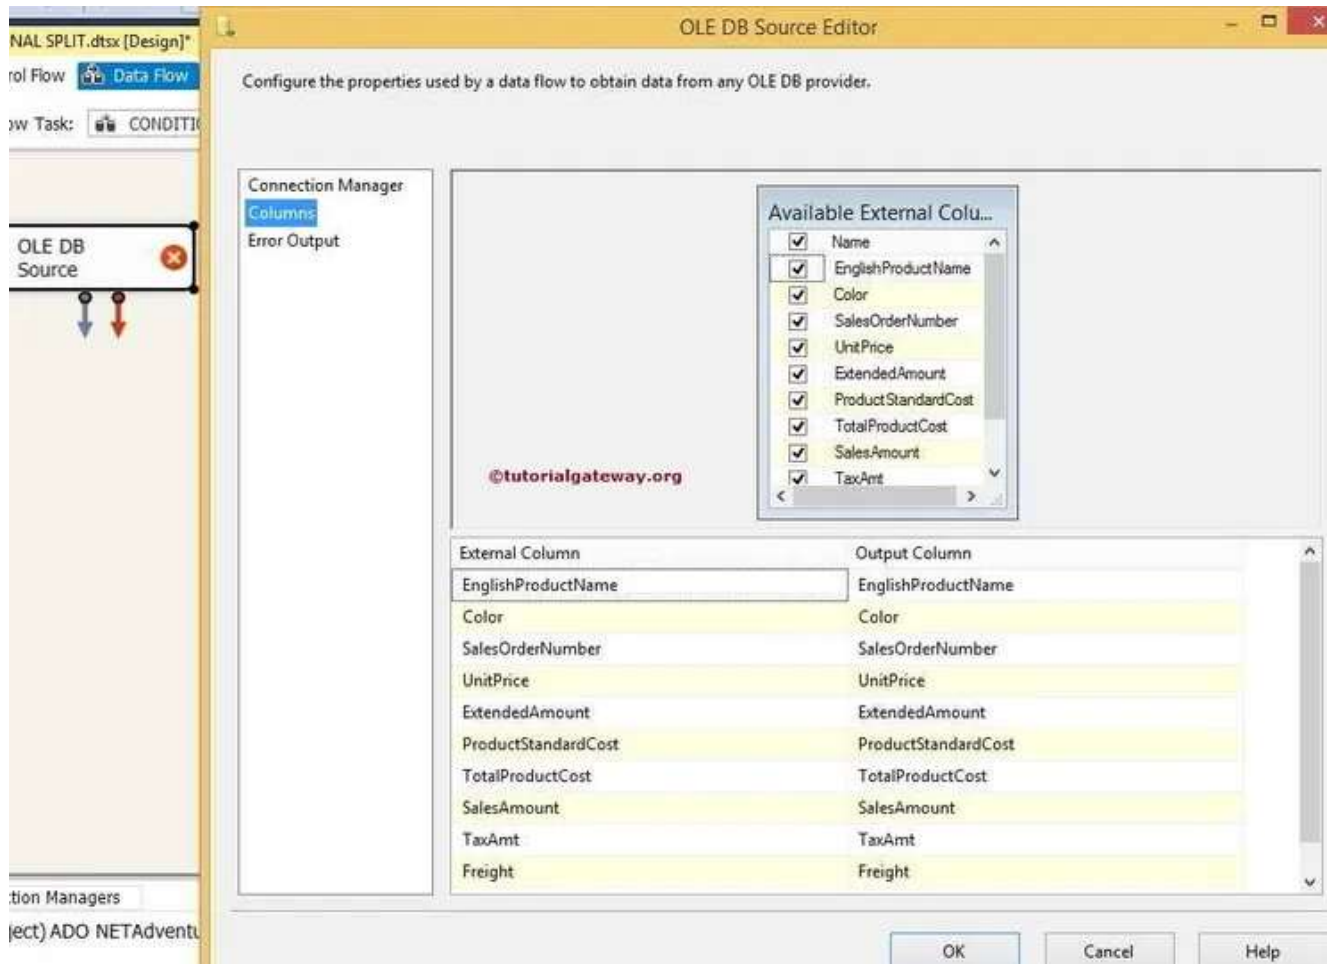 OLE DB Source Editor
NAL SPLIT.dtsx [Design]*
rol Flow Data Flow
Configure the properties used by a data flow to obtain data from any OLE DB provider.
ow Task: CONDITI
Connection Manager
Columns
Error Output
OLE DB
Source
Available External Colu...
Name
EnglishProductName
Color
SalesOrderNumber
UnitPrice
ExtendedAmount
ProductStandardCost
TotalProductCost
SalesAmount
TaxAmt
©tutorialgateway.org
External Column Output Column
EnglishProductName EnglishProductName
Color Color
SalesOrderNumber SalesOrderNumber
UnitPrice UnitPrice
ExtendedAmount ExtendedAmount
ProductStandardCost ProductStandardCost
TotalProductCost TotalProductCost
SalesAmount SalesAmount
TaxAmt TaxAmt
Freight Freight
tion Managers
ject) ADO NETAdventu
OK Cancel Help